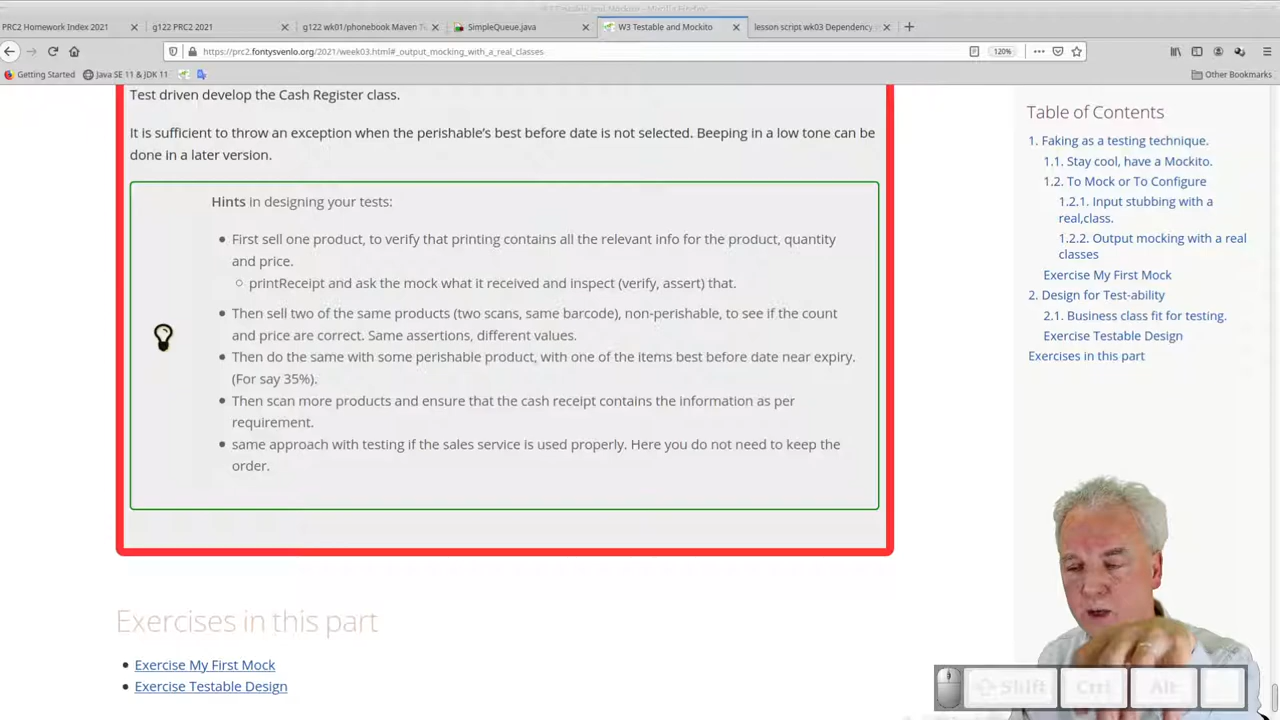 PRC2 Homework Index 2021
g122 PRC2 2021
g122 wk01/phonebook Maven T
SimpleQueue.java
W3 Testable and Mockito
lesson script wk03 Dependency
https://prc2.fontysvenlo.org/2021/week03.html#_output_mocking_with_a_real_classes
120%
Getting Started
Java SE 11 & JDK 11
Other Bookmarks
Test driven develop the Cash Register class.
It is sufficient to throw an exception when the perishable's best before date is not selected. Beeping in a low tone can be
done in a later version.
Hints in designing your tests:
• First sell one product, to verify that printing contains all the relevant info for the product, quantity
and price.
○ printReceipt and ask the mock what it received and inspect (verify, assert) that.
• Then sell two of the same products (two scans, same barcode), non-perishable, to see if the count
and price are correct. Same assertions, different values.
• Then do the same with some perishable product, with one of the items best before date near expiry.
(For say 35%).
• Then scan more products and ensure that the cash receipt contains the information as per
requirement.
• same approach with testing if the sales service is used properly. Here you do not need to keep the
order.
Exercises in this part
• Exercise My First Mock
• Exercise Testable Design
Table of Contents
1. Faking as a testing technique.
1.1. Stay cool, have a Mockito.
1.2. To Mock or To Configure
1.2.1. Input stubbing with a
real,class.
1.2.2. Output mocking with a real
classes
Exercise My First Mock
2. Design for Test-ability
2.1. Business class fit for testing.
Exercise Testable Design
Exercises in this part
Shift
Ctrl
Alt